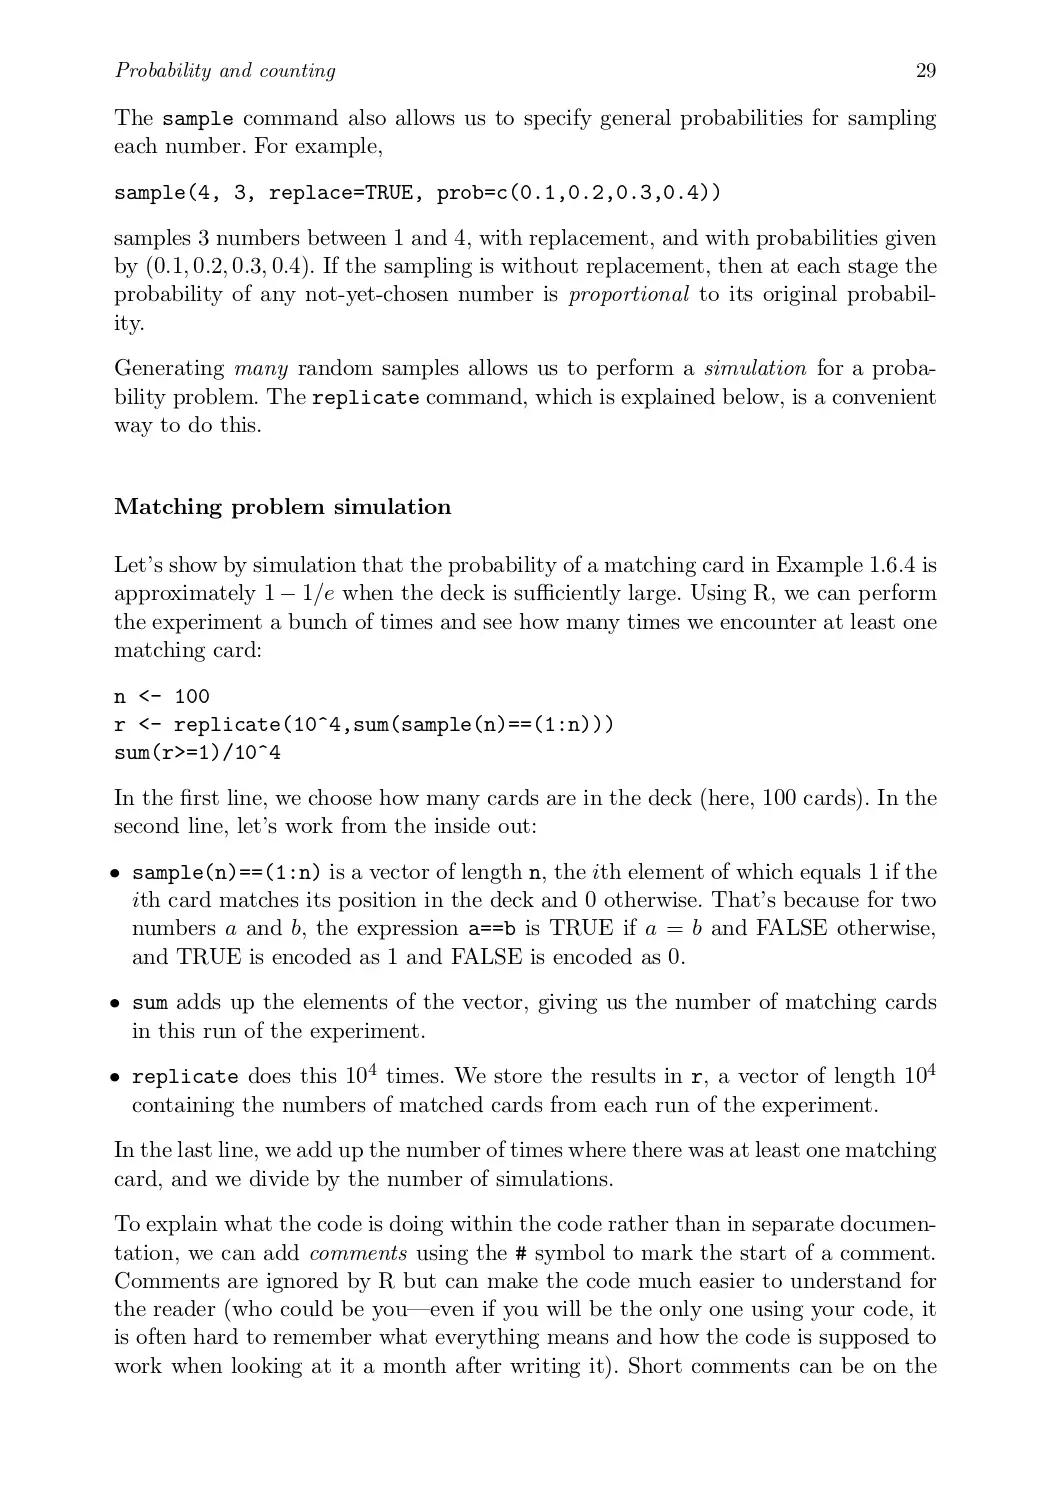 Probability and counting 29
The sample command also allows us to specify general probabilities for sampling
each number. For example,
sample(4, 3, replace=TRUE, prob=c(0.1,0.2,0.3,0.4))
samples 3 numbers between 1 and 4, with replacement, and with probabilities given
by (0.1, 0.2, 0.3, 0.4). If the sampling is without replacement, then at each stage the
probability of any not-yet-chosen number is proportional to its original probabil-
ity.
Generating many random samples allows us to perform a simulation for a proba-
bility problem. The replicate command, which is explained below, is a convenient
way to do this.
Matching problem simulation
Let's show by simulation that the probability of a matching card in Example 1.6.4 is
approximately 1 − 1/e when the deck is sufficiently large. Using R, we can perform
the experiment a bunch of times and see how many times we encounter at least one
matching card:
n <- 100
r <- replicate(10^4,sum(sample(n)==(1:n)))
sum(r>=1)/10^4
In the first line, we choose how many cards are in the deck (here, 100 cards). In the
second line, let's work from the inside out:
• sample(n)==(1:n) is a vector of length n, the ith element of which equals 1 if the
ith card matches its position in the deck and 0 otherwise. That's because for two
numbers a and b, the expression a==b is TRUE if a = b and FALSE otherwise,
and TRUE is encoded as 1 and FALSE is encoded as 0.
• sum adds up the elements of the vector, giving us the number of matching cards
in this run of the experiment.
• replicate does this 10⁴ times. We store the results in r, a vector of length 10⁴
containing the numbers of matched cards from each run of the experiment.
In the last line, we add up the number of times where there was at least one matching
card, and we divide by the number of simulations.
To explain what the code is doing within the code rather than in separate documen-
tation, we can add comments using the # symbol to mark the start of a comment.
Comments are ignored by R but can make the code much easier to understand for
the reader (who could be you—even if you will be the only one using your code, it
is often hard to remember what everything means and how the code is supposed to
work when looking at it a month after writing it). Short comments can be on the